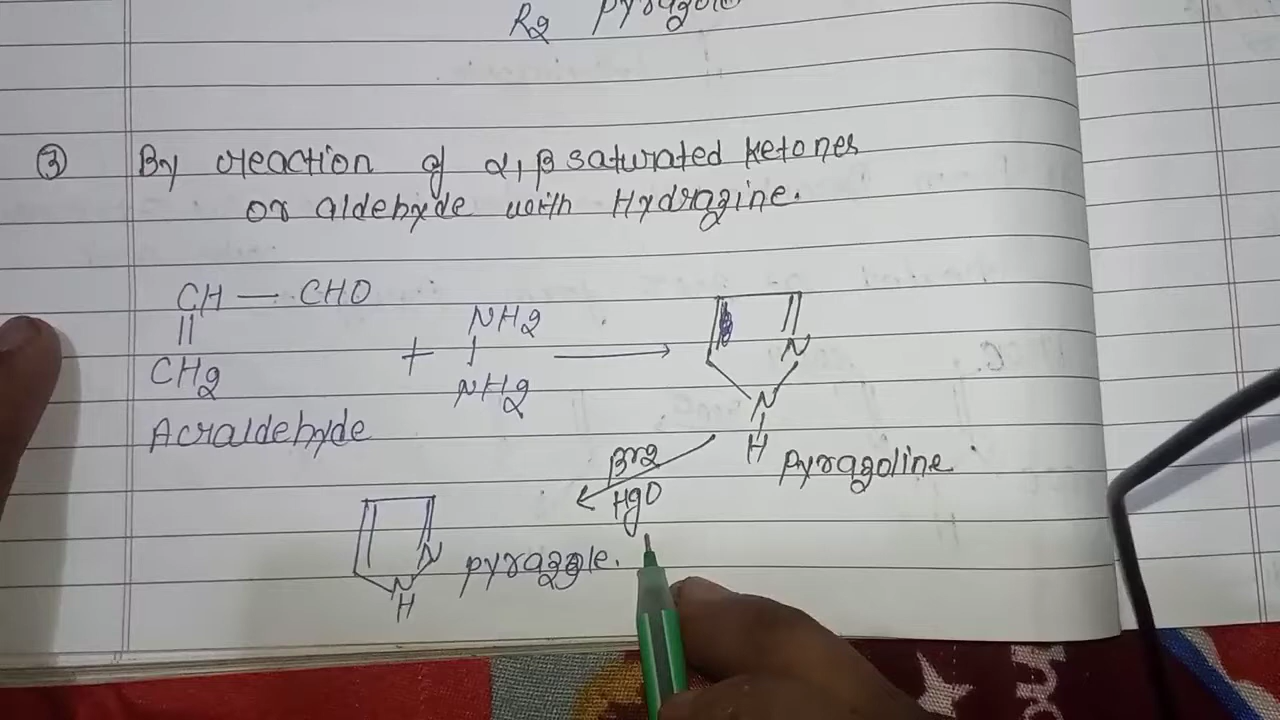 R2 Pyrazole
③ By reaction of α, β saturated ketones
or aldehyde with Hydrazine.
CH — CHO
||
CH2
Acraldehyde
+
NH2
|
NH2
N
N
H
Pyrazoline
Br2
HgO
N
N
H
pyrazole.